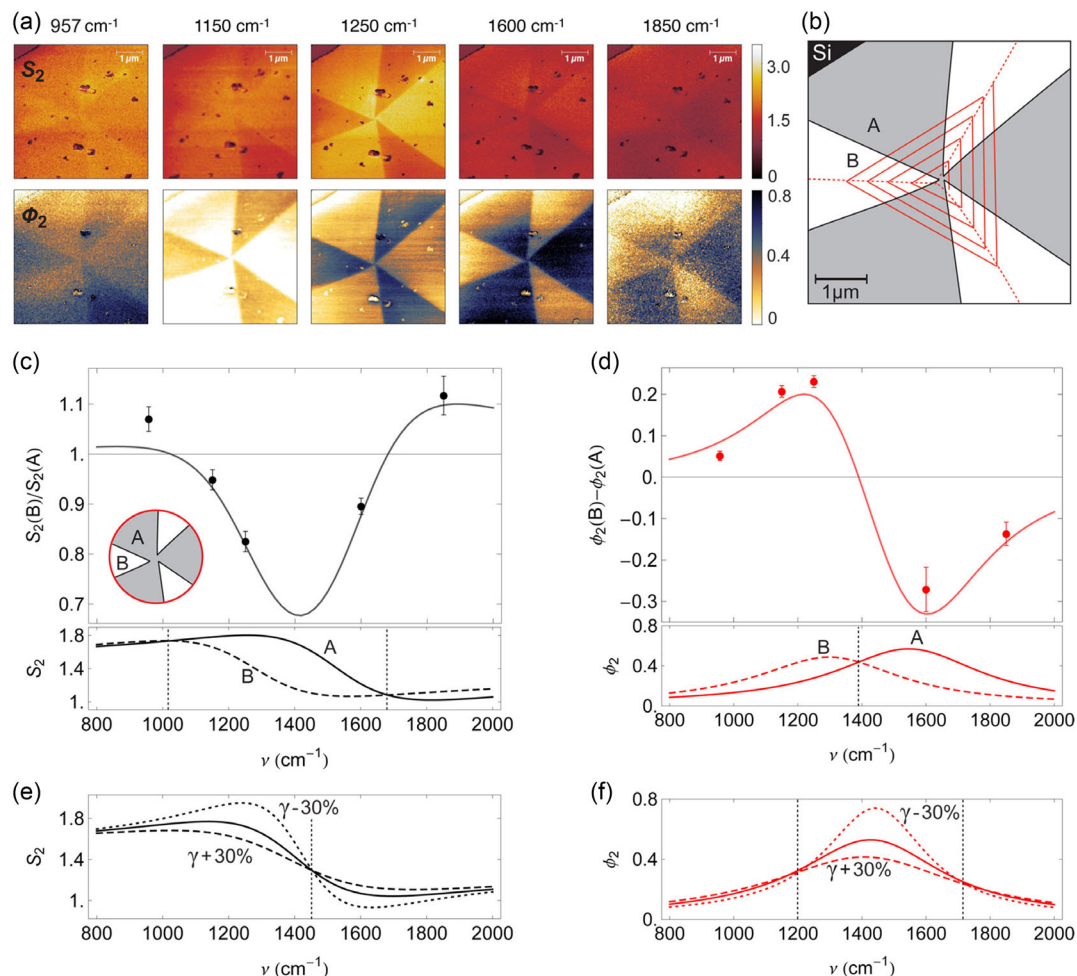 (a)
957 cm⁻¹ 1150 cm⁻¹ 1250 cm⁻¹ 1600 cm⁻¹ 1850 cm⁻¹
S₂
1 µm 1 µm 1 µm 1 µm 1 µm
3.0
1.5
0
Φ₂
0.8
0.4
0
(b)
Si
A
B
1µm
(c)
S₂(B)/S₂(A)
1.1
1
0.9
0.8
0.7
A
B
S₂
1.8
1.4
1.
A
B
800 1000 1200 1400 1600 1800 2000
ν (cm⁻¹)
(d)
ϕ₂(B)−ϕ₂(A)
0.2
0.1
0
−0.1
−0.2
−0.3
ϕ₂
0.8
0.4
0.
B
A
800 1000 1200 1400 1600 1800 2000
ν (cm⁻¹)
(e)
S₂
1.8
1.4
1.
γ-30%
γ+30%
800 1000 1200 1400 1600 1800 2000
ν (cm⁻¹)
(f)
ϕ₂
0.8
0.4
0.
γ-30%
γ+30%
800 1000 1200 1400 1600 1800 2000
ν (cm⁻¹)